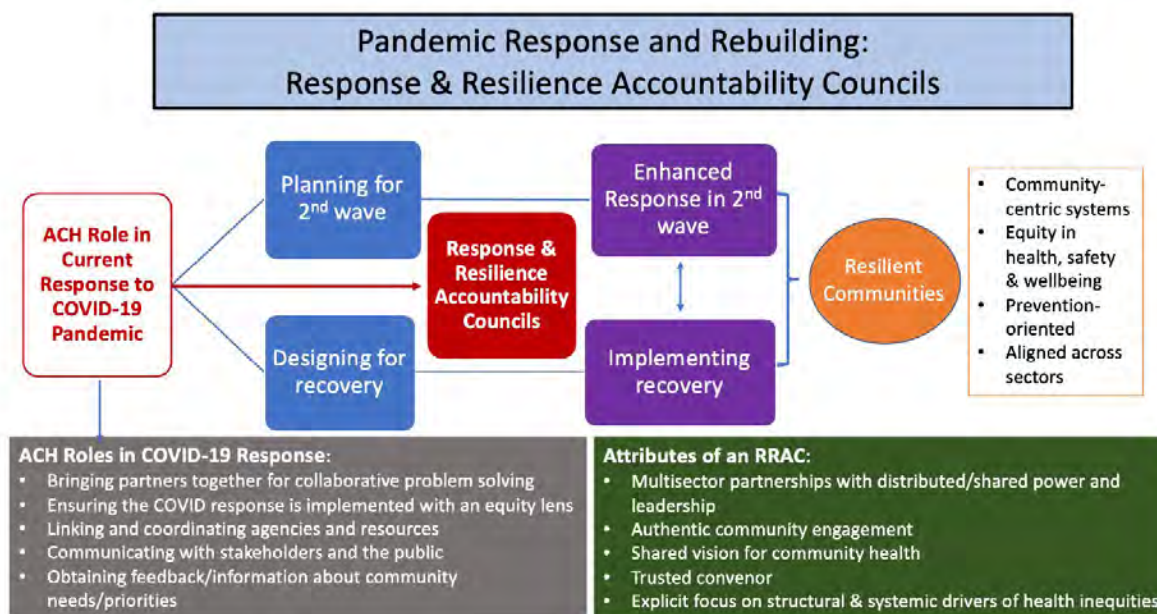 Pandemic Response and Rebuilding:
Response & Resilience Accountability Councils
ACH Role in
Current
Response to
COVID-19
Pandemic
Planning for
2nd wave
Designing for
recovery
Response &
Resilience
Accountability
Councils
Enhanced
Response in 2nd
wave
Implementing
recovery
Resilient
Communities
• Community-
centric systems
• Equity in
health, safety
& wellbeing
• Prevention-
oriented
• Aligned across
sectors
ACH Roles in COVID-19 Response:
• Bringing partners together for collaborative problem solving
• Ensuring the COVID response is implemented with an equity lens
• Linking and coordinating agencies and resources
• Communicating with stakeholders and the public
• Obtaining feedback/information about community
needs/priorities
Attributes of an RRAC:
• Multisector partnerships with distributed/shared power and
leadership
• Authentic community engagement
• Shared vision for community health
• Trusted convenor
• Explicit focus on structural & systemic drivers of health inequities